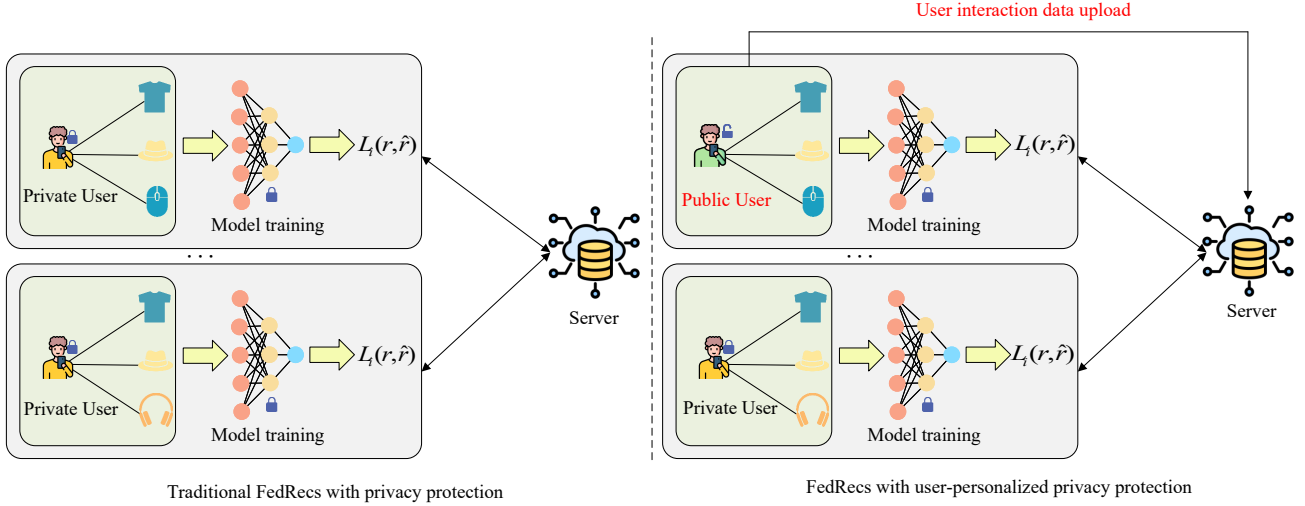 User interaction data upload
Private User
Model training
L_i(r, r̂)
. . .
Private User
Model training
L_i(r, r̂)
Server
Traditional FedRecs with privacy protection
Public User
Model training
L_i(r, r̂)
. . .
Private User
Model training
L_i(r, r̂)
Server
FedRecs with user-personalized privacy protection